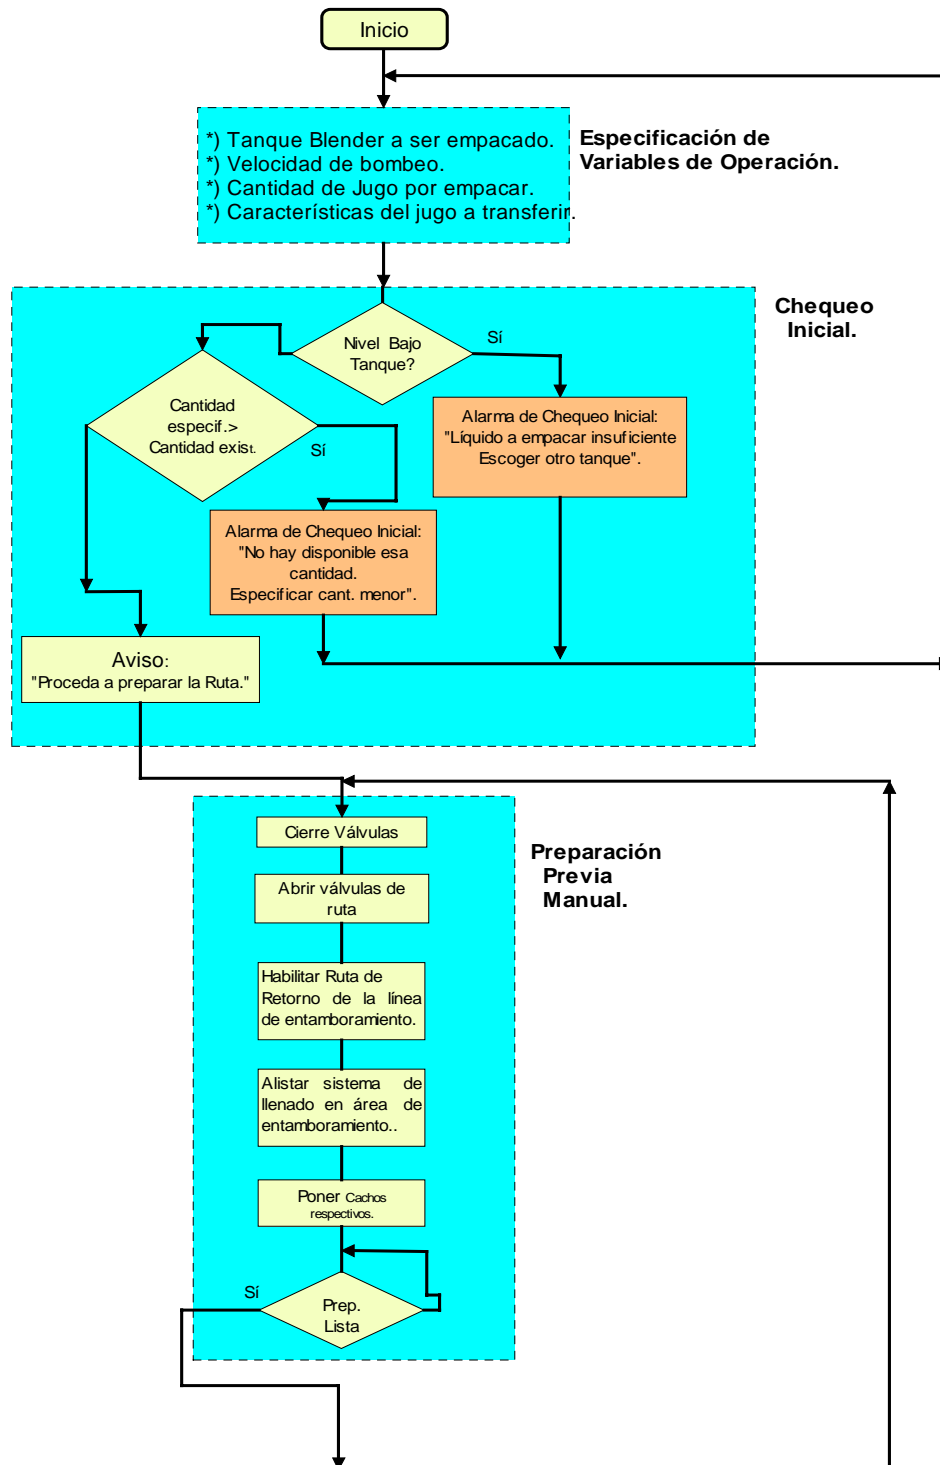 Inicio
*) Tanque Blender a ser empacado.
*) Velocidad de bombeo.
*) Cantidad de Jugo por empacar.
*) Característícas del jugo a transferir.
Especificación de
Variables de Operación.
Chequeo
Inicial.
Nivel Bajo
Tanque?
Sí
Cantidad
especif.>
Cantidad exist.
Sí
Alarma de Chequeo Inicial:
"Líquido a empacar insuficiente
Escoger otro tanque".
Alarma de Chequeo Inicial:
"No hay disponible esa
cantidad.
Especificar cant. menor".
Aviso:
"Proceda a preparar la Ruta."
Cierre Válvulas
Preparación
Previa
Manual.
Abrir válvulas de
ruta
Habilitar Ruta de
Retorno de la línea
de entamboramiento.
Alistar sistema de
llenado en área de
entamboramiento..
Poner Cachos
respectivos.
Sí
Prep.
Lista